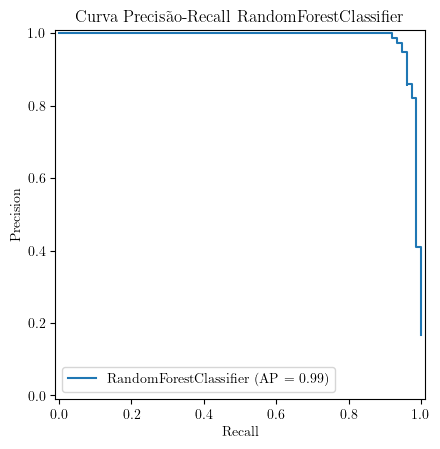 Curva Precisão-Recall RandomForestClassifier
1.0
0.8
0.6
0.4
0.2
0.0
Precision
RandomForestClassifier (AP = 0.99)
0.0 0.2 0.4 0.6 0.8 1.0
Recall